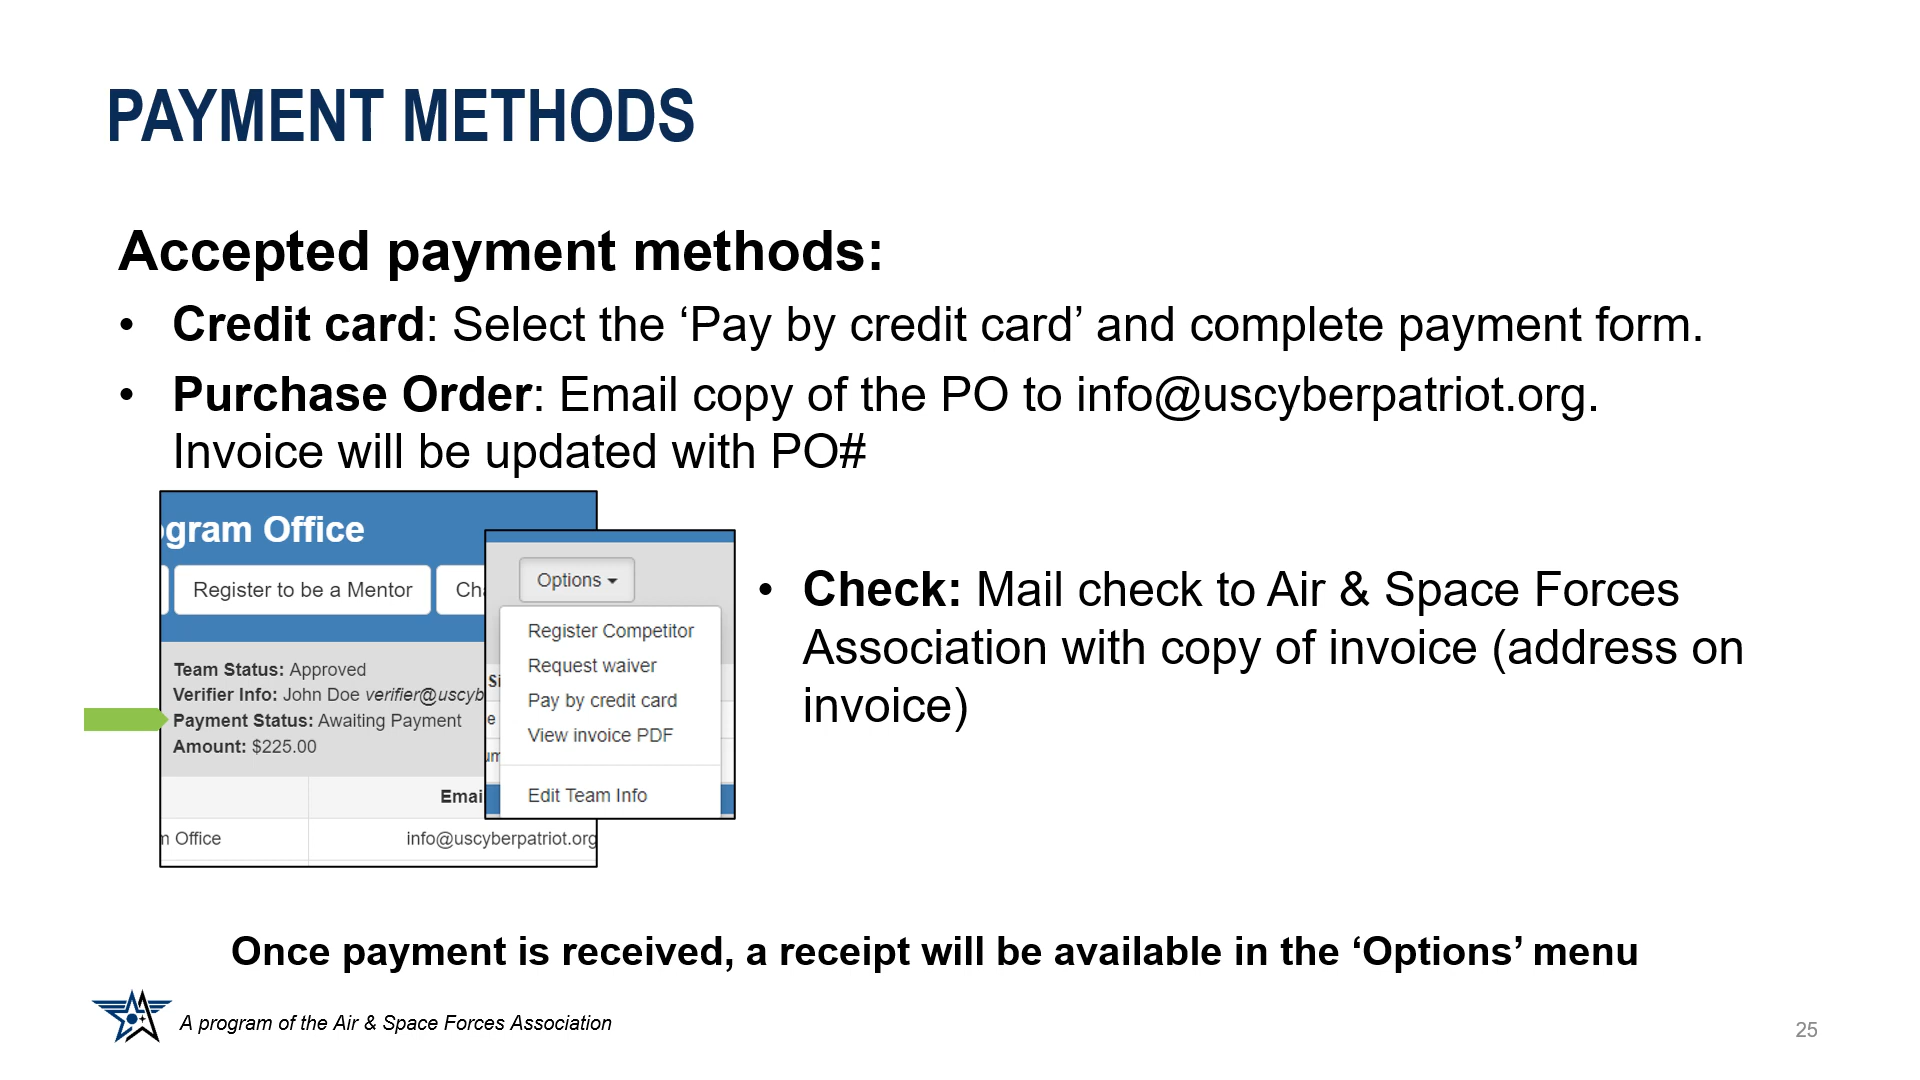 PAYMENT METHODS
Accepted payment methods:
• Credit card: Select the ‘Pay by credit card’ and complete payment form.
• Purchase Order: Email copy of the PO to info@uscyberpatriot.org.
Invoice will be updated with PO#
gram Office
Register to be a Mentor
Team Status: Approved
Verifier Info: John Doe verifier@uscyb
Payment Status: Awaiting Payment
Amount: $225.00
Emai
Office
info@uscyberpatriot.org
Options
Register Competitor
Request waiver
Pay by credit card
View invoice PDF
Edit Team Info
• Check: Mail check to Air & Space Forces
Association with copy of invoice (address on
invoice)
Once payment is received, a receipt will be available in the ‘Options’ menu
A program of the Air & Space Forces Association
25